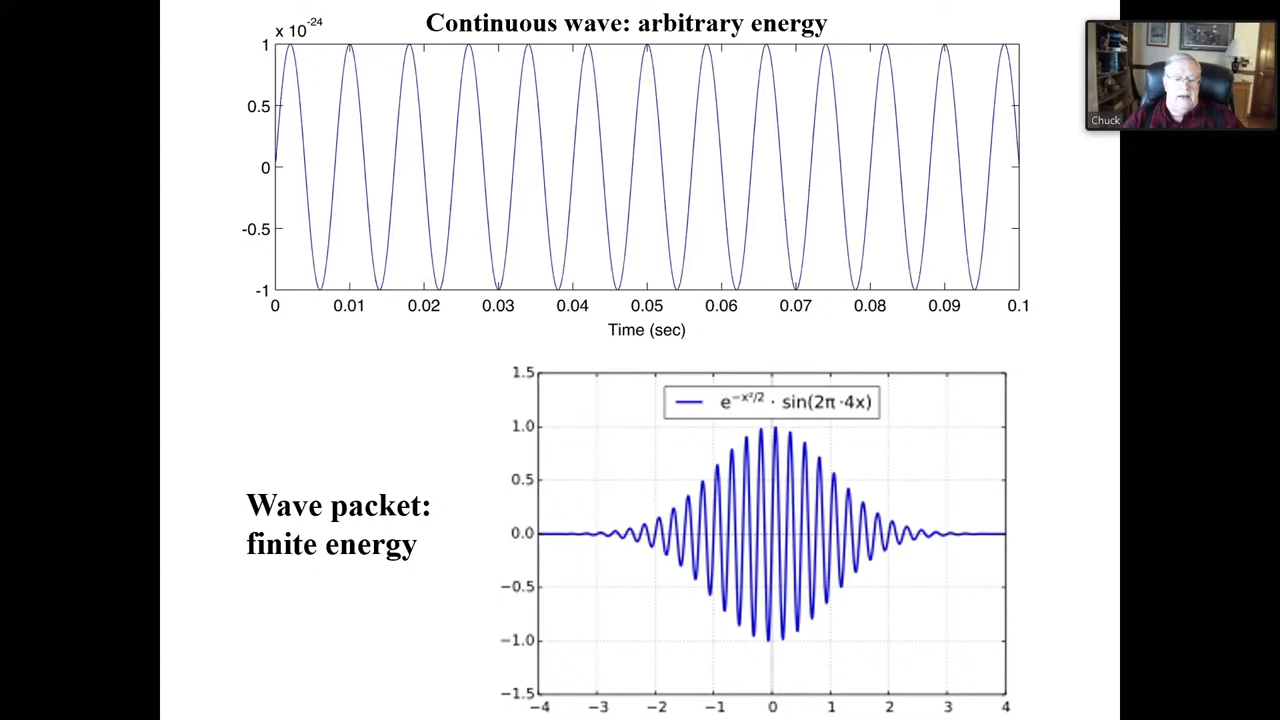 Continuous wave: arbitrary energy
x 10^-24
1
0.5
0
-0.5
-1
0 0.01 0.02 0.03 0.04 0.05 0.06 0.07 0.08 0.09 0.1
Time (sec)
Chuck
Wave packet:
finite energy
e^−x²/2 · sin(2π·4x)
1.5
1.0
0.5
0.0
−0.5
−1.0
−1.5
−4 −3 −2 −1 0 1 2 3 4